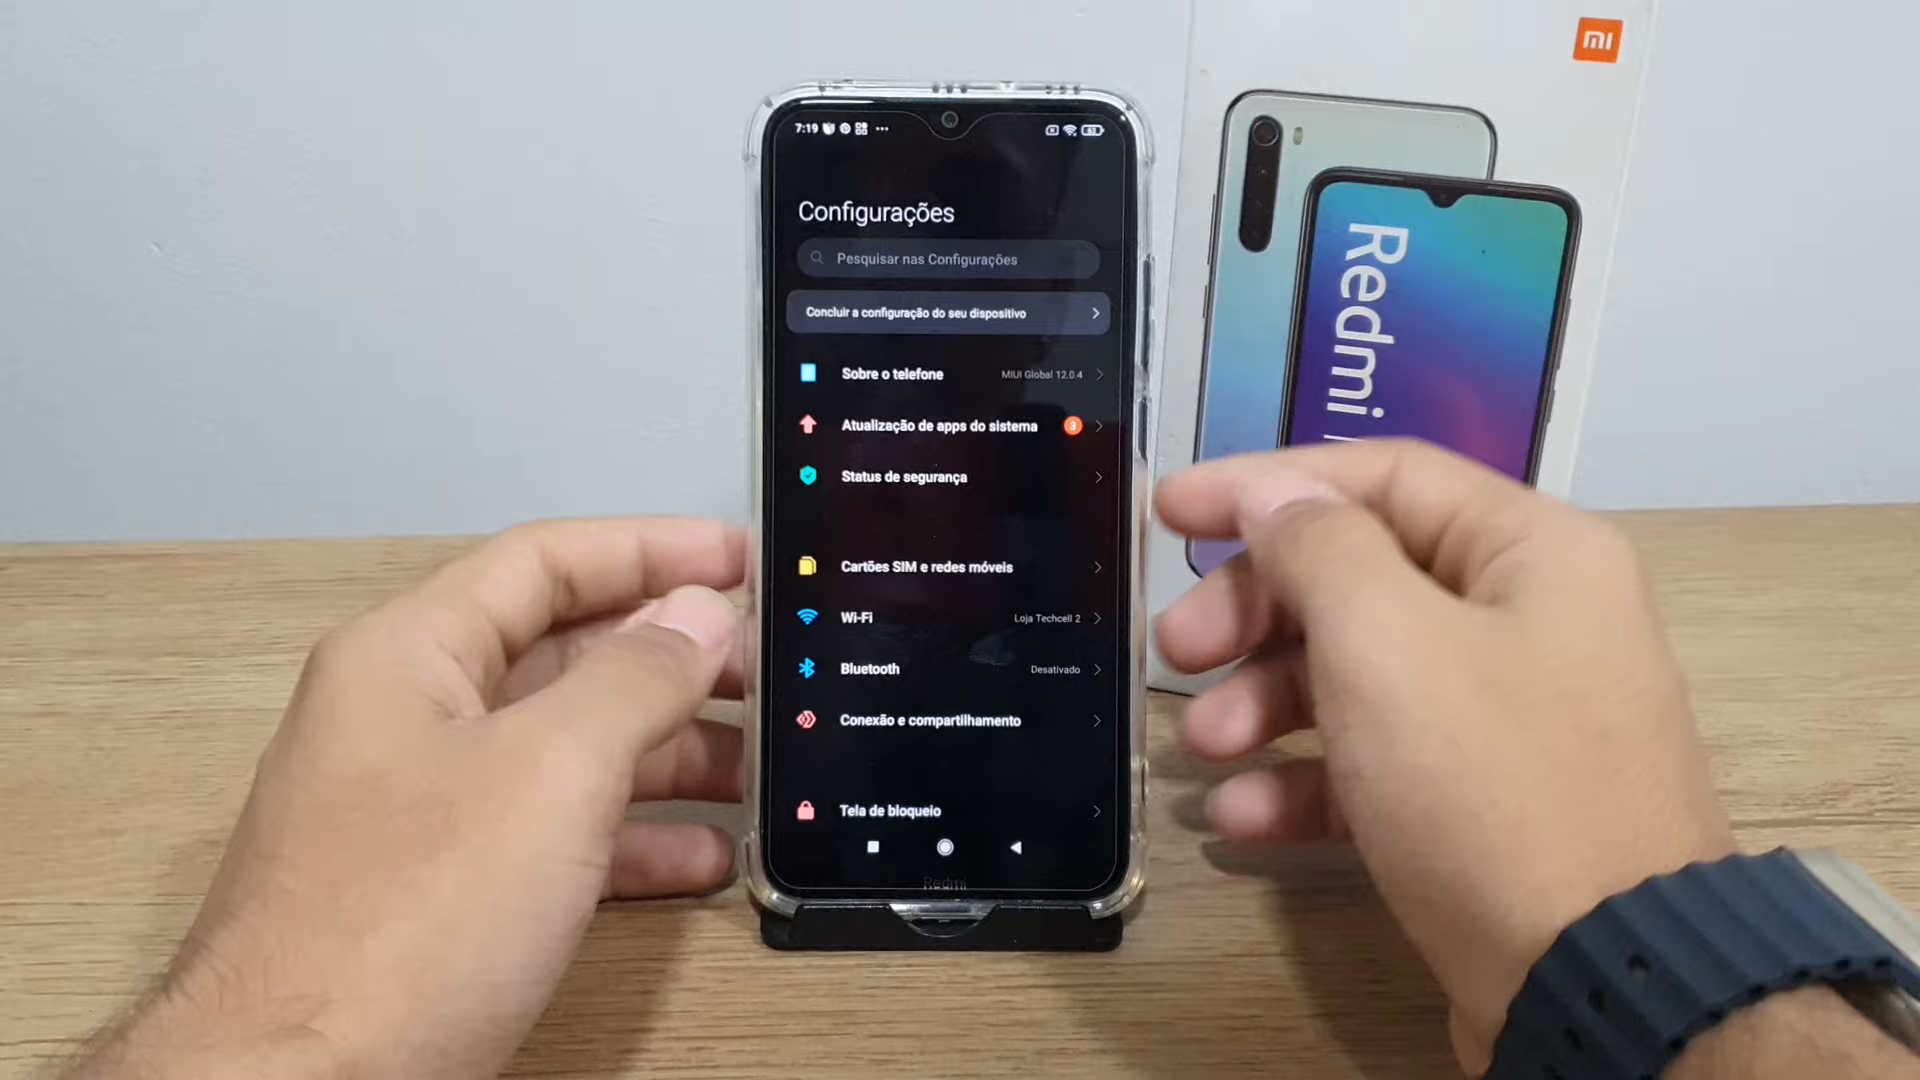 mi
7:19
63
Configurações
Pesquisar nas Configurações
Concluir a configuração do seu dispositivo
Sobre o telefone MIUI Global 12.0.4
Atualização de apps do sistema 3
Status de segurança
Cartões SIM e redes móveis
Wi-Fi Loja Techcell 2
Bluetooth Desativado
Conexão e compartilhamento
Tela de bloqueio
Redmi
Redmi